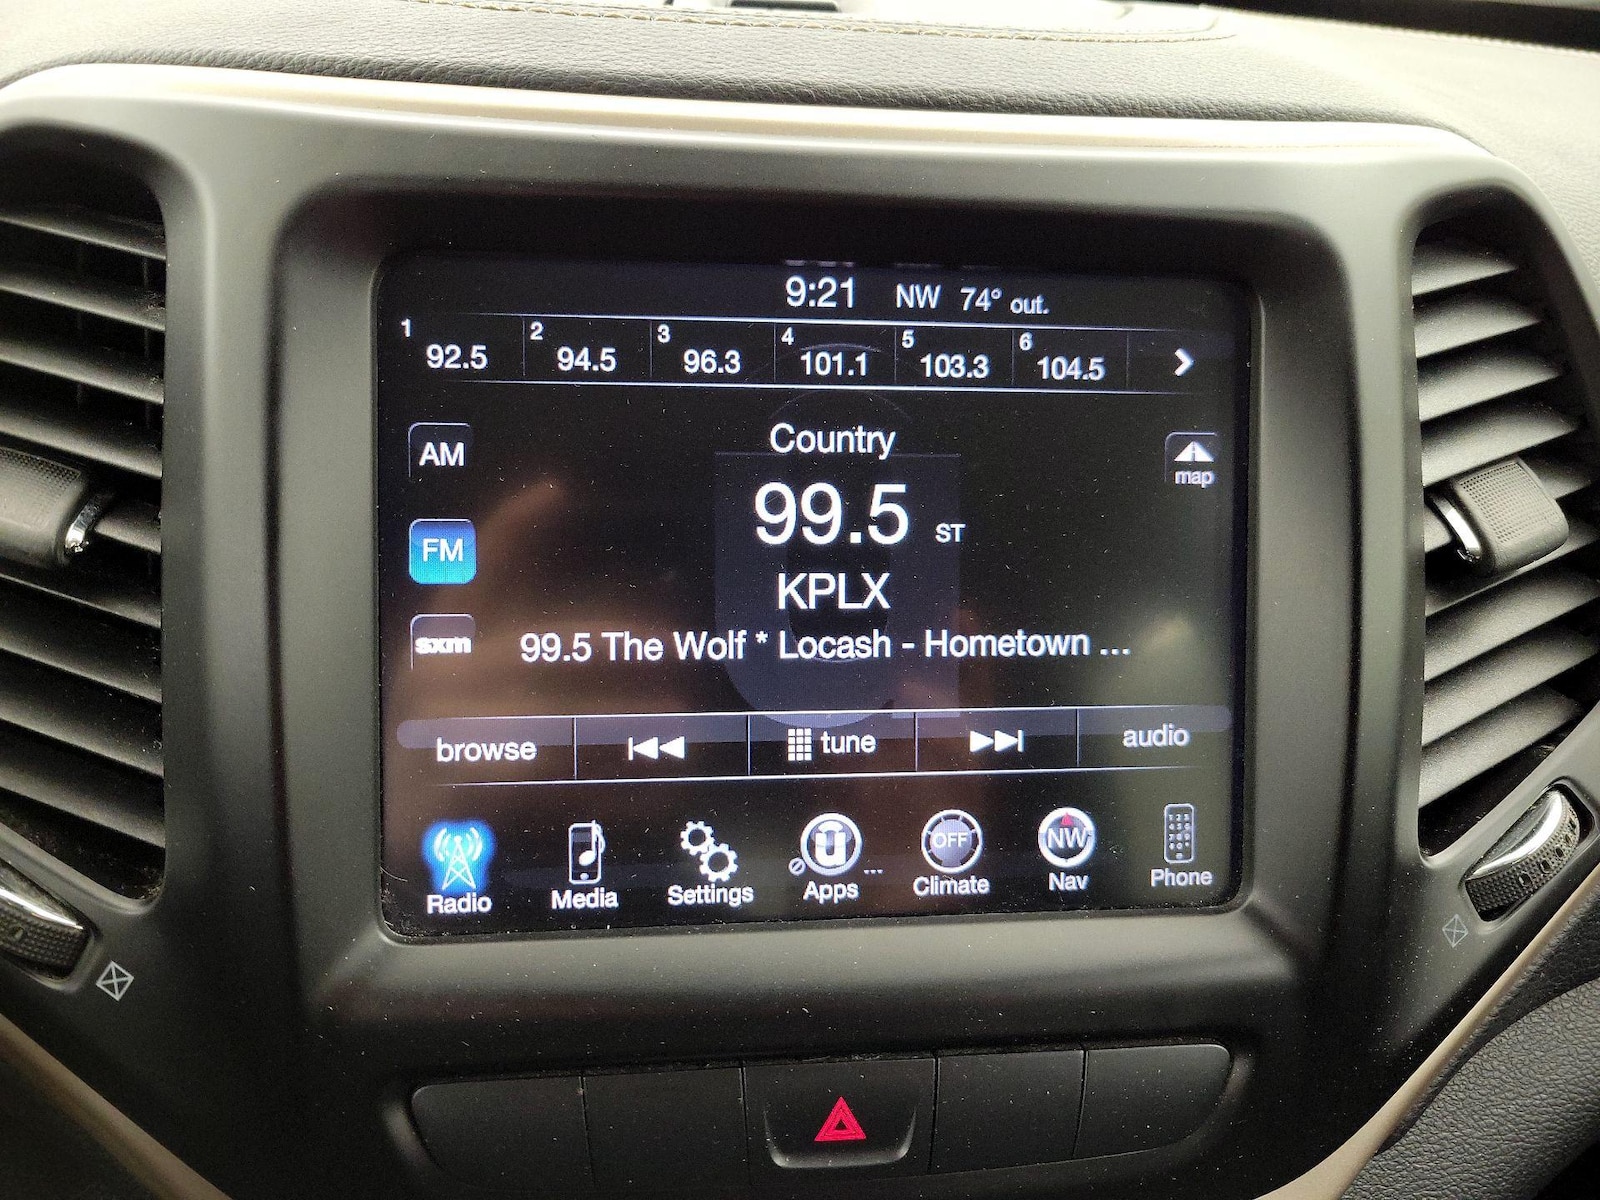 9:21 NW 74° out.
1 92.5 2 94.5 3 96.3 4 101.1 5 103.3 6 104.5
Country
AM
map
99.5 ST
FM
KPLX
sxm
99.5 The Wolf * Locash - Hometown ...
browse tune audio
OFF NW
Radio Media Settings Apps ... Climate Nav Phone